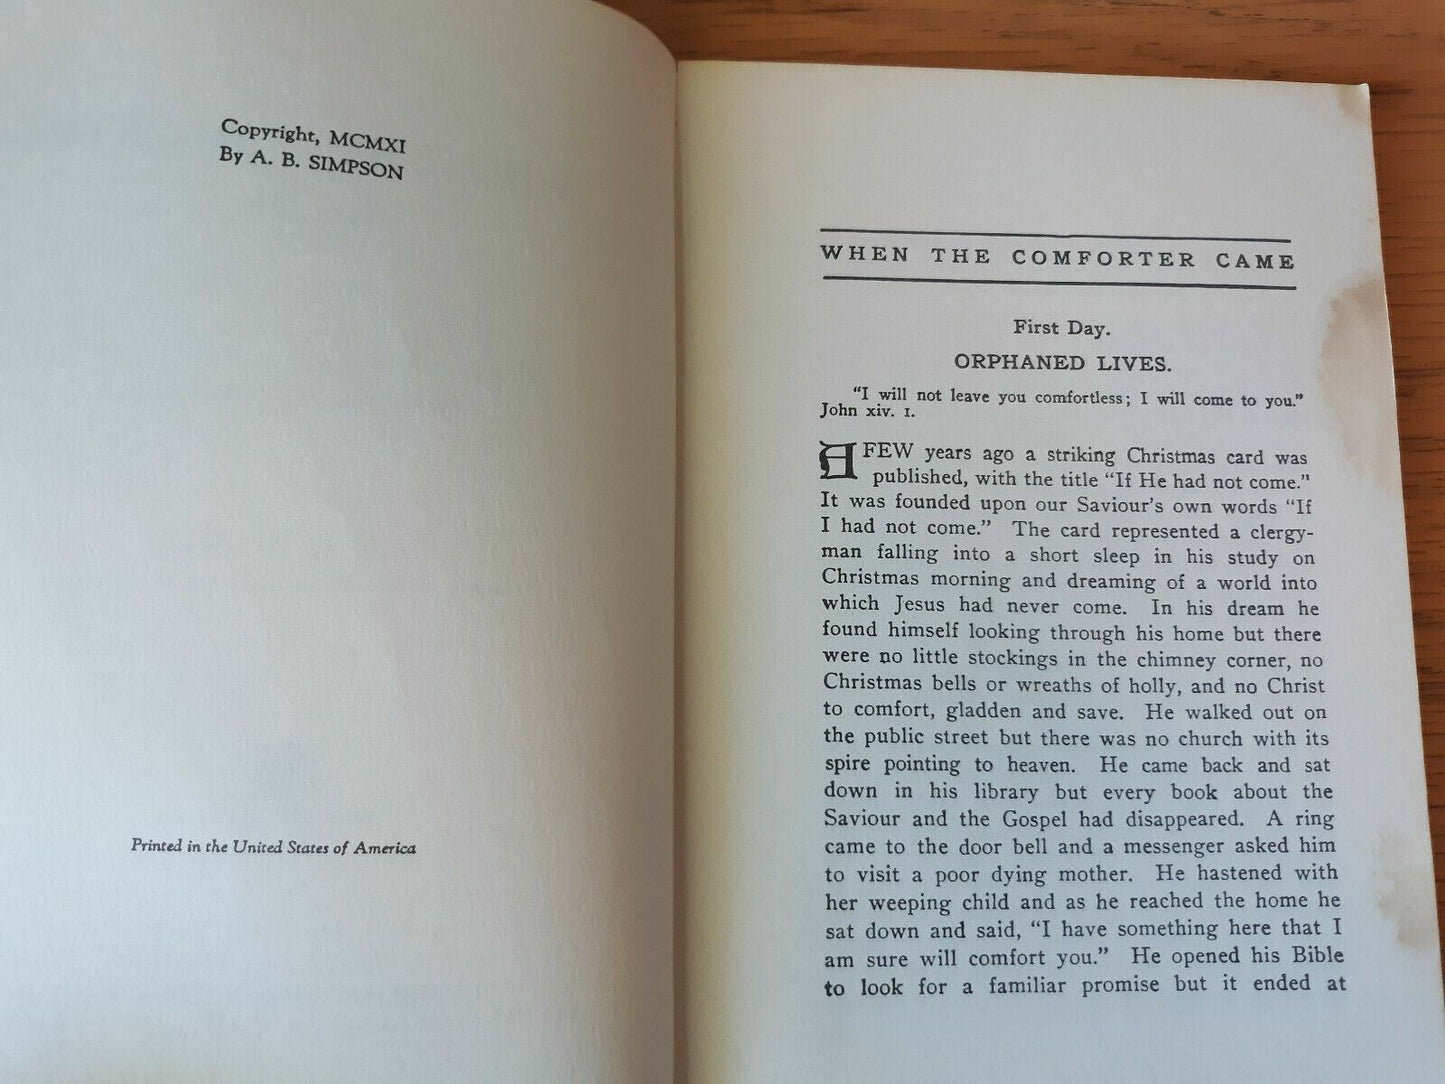 Copyright, MCMXI
By A. B. SIMPSON
Printed in the United States of America
WHEN THE COMFORTER CAME
First Day.
ORPHANED LIVES.
"I will not leave you comfortless; I will come to you."
John xiv. 1.
A FEW years ago a striking Christmas card was
published, with the title "If He had not come."
It was founded upon our Saviour's own words "If
I had not come." The card represented a clergy-
man falling into a short sleep in his study on
Christmas morning and dreaming of a world into
which Jesus had never come. In his dream he
found himself looking through his home but there
were no little stockings in the chimney corner, no
Christmas bells or wreaths of holly, and no Christ
to comfort, gladden and save. He walked out on
the public street but there was no church with its
spire pointing to heaven. He came back and sat
down in his library but every book about the
Saviour and the Gospel had disappeared. A ring
came to the door bell and a messenger asked him
to visit a poor dying mother. He hastened with
her weeping child and as he reached the home he
sat down and said, "I have something here that I
am sure will comfort you." He opened his Bible
to look for a familiar promise but it ended at